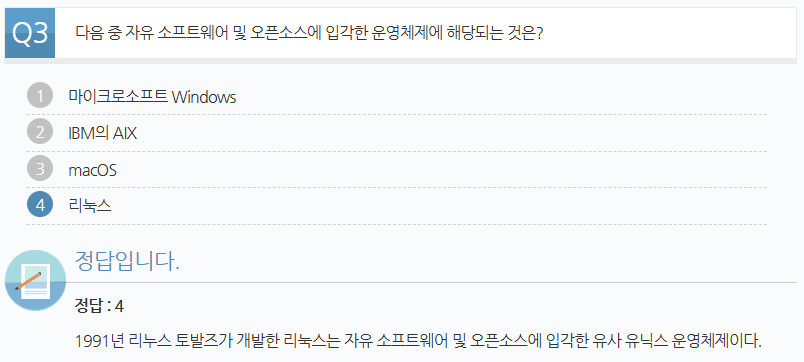 Q3 다음 중 자유 소프트웨어 및 오픈소스에 입각한 운영체제에 해당되는 것은?
1 마이크로소프트 Windows
2 IBM의 AIX
3 macOS
4 리눅스
정답입니다.
정답 : 4
1991년 리누스 토발즈가 개발한 리눅스는 자유 소프트웨어 및 오픈소스에 입각한 유사 유닉스 운영체제이다.